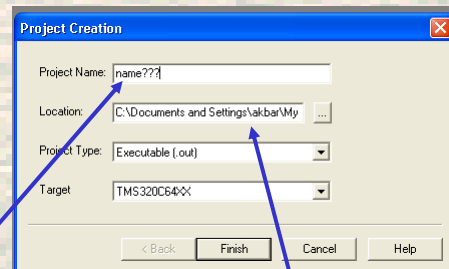 Project Creation
Project Name: name???
Location: C:\Documents and Settings\akbar\My ...
Project Type: Executable (.out)
Target TMS320C64XX
< Back Finish Cancel Help